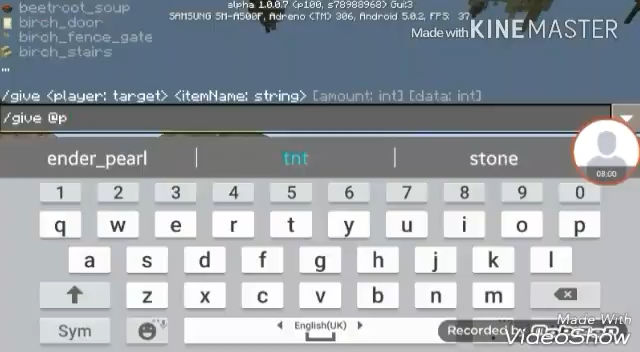 beetroot_soup
birch_door
birch_fence_gate
birch_stairs
...
alpha 1.0.0.7 (p100, s78988968) Gui3
SAMSUNG SM-A500F, Adreno (TM) 306, Android 5.0.2, FPS: 37
Made with KINEMASTER
/give <player: target> <itemName: string> [amount: int] [data: int]
/give @p
ender_pearl tnt stone
08:00
1 2 3 4 5 6 7 8 9 0
q w e r t y u i o p
a s d f g h j k l
z x c v b n m
Sym English(UK) Recorded by
Made With
VideoShow